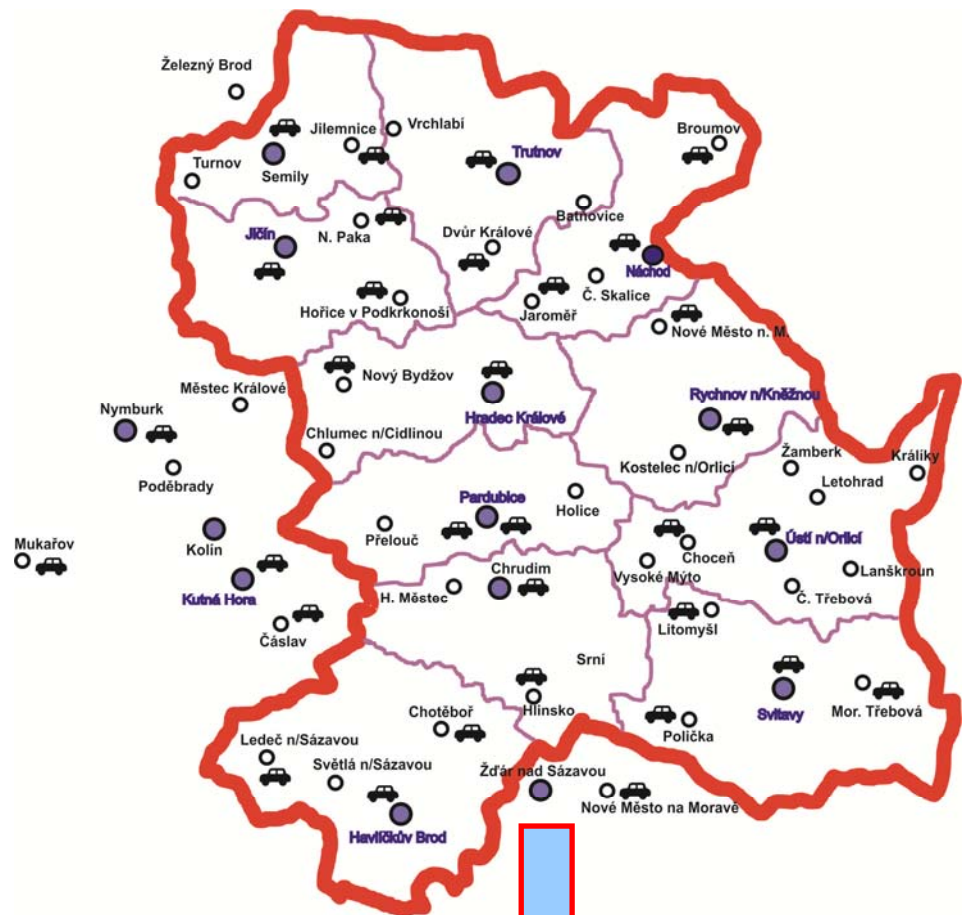 Železný Brod
Jilemnice
Vrchlabí
Broumov
Turnov
Semily
Trutnov
Batňovice
N. Paka
Jičín
Dvůr Králové
Náchod
Č. Skalice
Hořice v Podkrkonoší
Jaroměř
Nové Město n. M.
Nový Bydžov
Městec Králové
Rychnov n/Kněžnou
Nymburk
Hradec Králové
Chlumec n/Cidlinou
Žamberk
Králíky
Kostelec n/Orlicí
Poděbrady
Letohrad
Pardubice
Holice
Přelouč
Kolín
Ústí n/Orlicí
Mukařov
Choceň
Chrudim
Vysoké Mýto
Lanškroun
H. Městec
Kutná Hora
Č. Třebová
Čáslav
Litomyšl
Srní
Hlinsko
Svitavy
Mor. Třebová
Chotěboř
Polička
Ledeč n/Sázavou
Světlá n/Sázavou
Žďár nad Sázavou
Nové Město na Moravě
Havlíčkův Brod